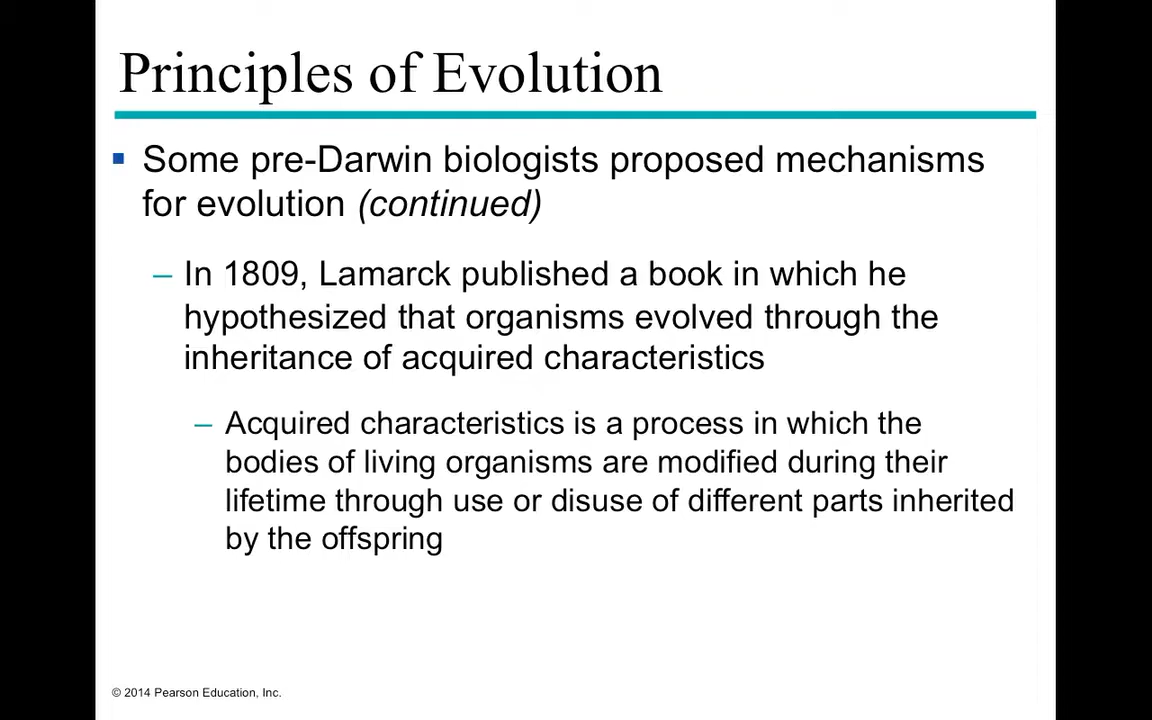 Principles of Evolution
Some pre-Darwin biologists proposed mechanisms
for evolution (continued)
– In 1809, Lamarck published a book in which he
hypothesized that organisms evolved through the
inheritance of acquired characteristics
– Acquired characteristics is a process in which the
bodies of living organisms are modified during their
lifetime through use or disuse of different parts inherited
by the offspring
© 2014 Pearson Education, Inc.